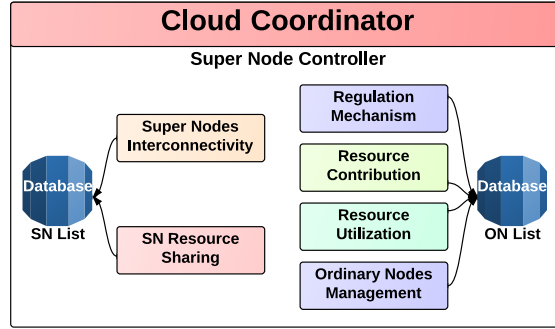 Cloud Coordinator
Super Node Controller
Super Nodes
Interconnectivity
SN Resource
Sharing
Database
SN List
Regulation
Mechanism
Resource
Contribution
Resource
Utilization
Ordinary Nodes
Management
Database
ON List